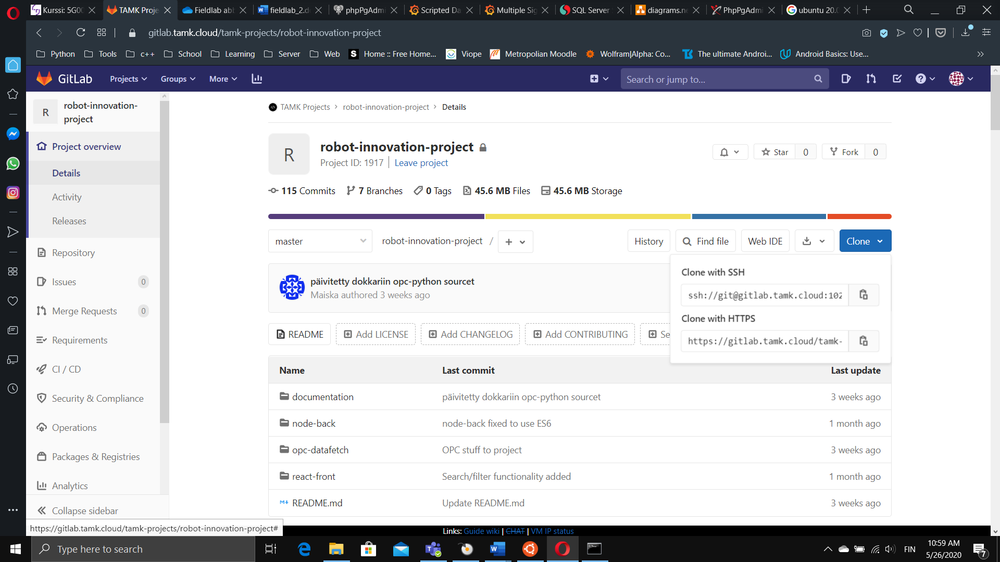 Kurssi: 5G00
TAMK Proje
Fieldlab abb
fieldlab_2.d
phpPgAdmi
Scripted Da
Multiple Sig
SQL Server
diagrams.ne
PhpPgAdmi
ubuntu 20.0
gitlab.tamk.cloud/tamk-projects/robot-innovation-project
Python
Tools
c++
School
Learning
Server
Web
Home :: Free Home...
Viope
Metropolian Moodle
Wolfram|Alpha: Co...
The ultimate Androi...
Android Basics: Use...
GitLab
Projects
Groups
More
Search or jump to...
R
robot-innovation-
project
Project overview
Details
Activity
Releases
Repository
Issues 0
Merge Requests 0
Requirements
CI / CD
Security & Compliance
Operations
Packages & Registries
Analytics
Collapse sidebar
TAMK Projects › robot-innovation-project › Details
R
robot-innovation-project
Project ID: 1917 | Leave project
Star 0
Fork 0
115 Commits
7 Branches
0 Tags
45.6 MB Files
45.6 MB Storage
master
robot-innovation-project /
History
Find file
Web IDE
Clone
Clone with SSH
ssh://git@gitlab.tamk.cloud:102
Clone with HTTPS
https://gitlab.tamk.cloud/tamk-
päivitetty dokkariin opc-python sourcet
Maiska authored 3 weeks ago
README
Add LICENSE
Add CHANGELOG
Add CONTRIBUTING
Se
Name Last commit Last update
documentation päivitetty dokkariin opc-python sourcet 3 weeks ago
node-back node-back fixed to use ES6 1 month ago
opc-datafetch OPC stuff to project 3 weeks ago
react-front Search/filter functionality added 1 month ago
README.md Update README.md 3 weeks ago
https://gitlab.tamk.cloud/tamk-projects/robot-innovation-project#
Links: Guide wiki | CHAT | VM IP status
Type here to search
FIN
10:59 AM
5/26/2020
7